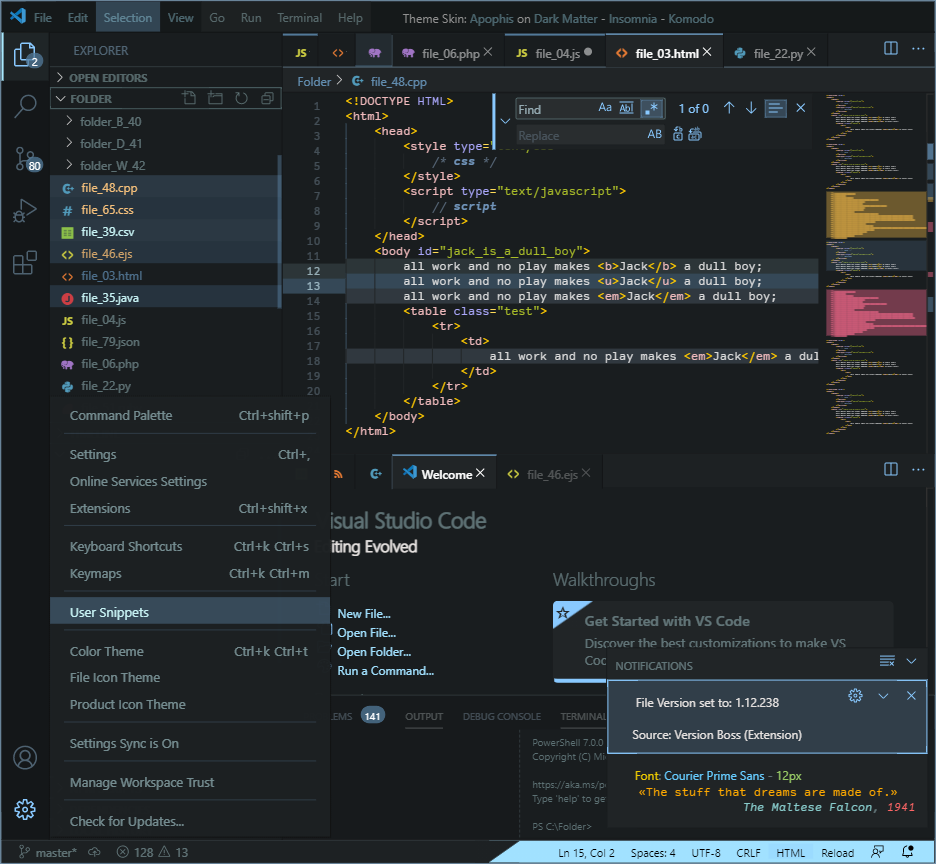 File Edit Selection View Go Run Terminal Help Theme Skin: Apophis on Dark Matter - Insomnia - Komodo
2
EXPLORER
JS <> php file_06.php JS file_04.js <> file_03.html file_22.py
OPEN EDITORS
Folder > file_48.cpp
FOLDER
folder_B_40
folder_D_41
folder_W_42
80
file_48.cpp
# file_65.css
file_39.csv
<> file_46.ejs
<> file_03.html
file_35.java
JS file_04.js
{} file_79.json
php file_06.php
file_22.py
Find Aa Abl .* 1 of 0
Replace AB
1 <!DOCTYPE HTML>
2 <html>
3 <head>
4 <style type=
5 /* css */
6 </style>
7 <script type="text/javascript">
8 // script
9 </script>
10 </head>
11 <body id="jack_is_a_dull_boy">
12 all work and no play makes <b>Jack</b> a dull boy;
13 all work and no play makes <u>Jack</u> a dull boy;
14 all work and no play makes <em>Jack</em> a dull boy;
15 <table class="test">
16 <tr>
17 <td>
18 all work and no play makes <em>Jack</em> a dul
19 </td>
20 </tr>
</table>
</body>
</html>
Command Palette Ctrl+shift+p
Settings Ctrl+,
Online Services Settings
Extensions Ctrl+shift+x
Keyboard Shortcuts Ctrl+k Ctrl+s
Keymaps Ctrl+k Ctrl+m
User Snippets
Color Theme Ctrl+k Ctrl+t
File Icon Theme
Product Icon Theme
Settings Sync is On
Manage Workspace Trust
Check for Updates...
Welcome <> file_46.ejs
isual Studio Code
iting Evolved
art
New File...
Open File...
Open Folder...
Run a Command...
Walkthroughs
Get Started with VS Code
Discover the best customizations to make VS
Coc
LEMS 141 OUTPUT DEBUG CONSOLE TERMINAL
PowerShell 7.0.0
Copyright (C) Mi
https://aka.ms/p
Type 'help' to ge
PS C:\Folder>
NOTIFICATIONS
File Version set to: 1.12.238
Source: Version Boss (Extension)
Font: Courier Prime Sans - 12px
«The stuff that dreams are made of.»
The Maltese Falcon, 1941
master* 128 13 Ln 15, Col 2 Spaces: 4 UTF-8 CRLF HTML Reload